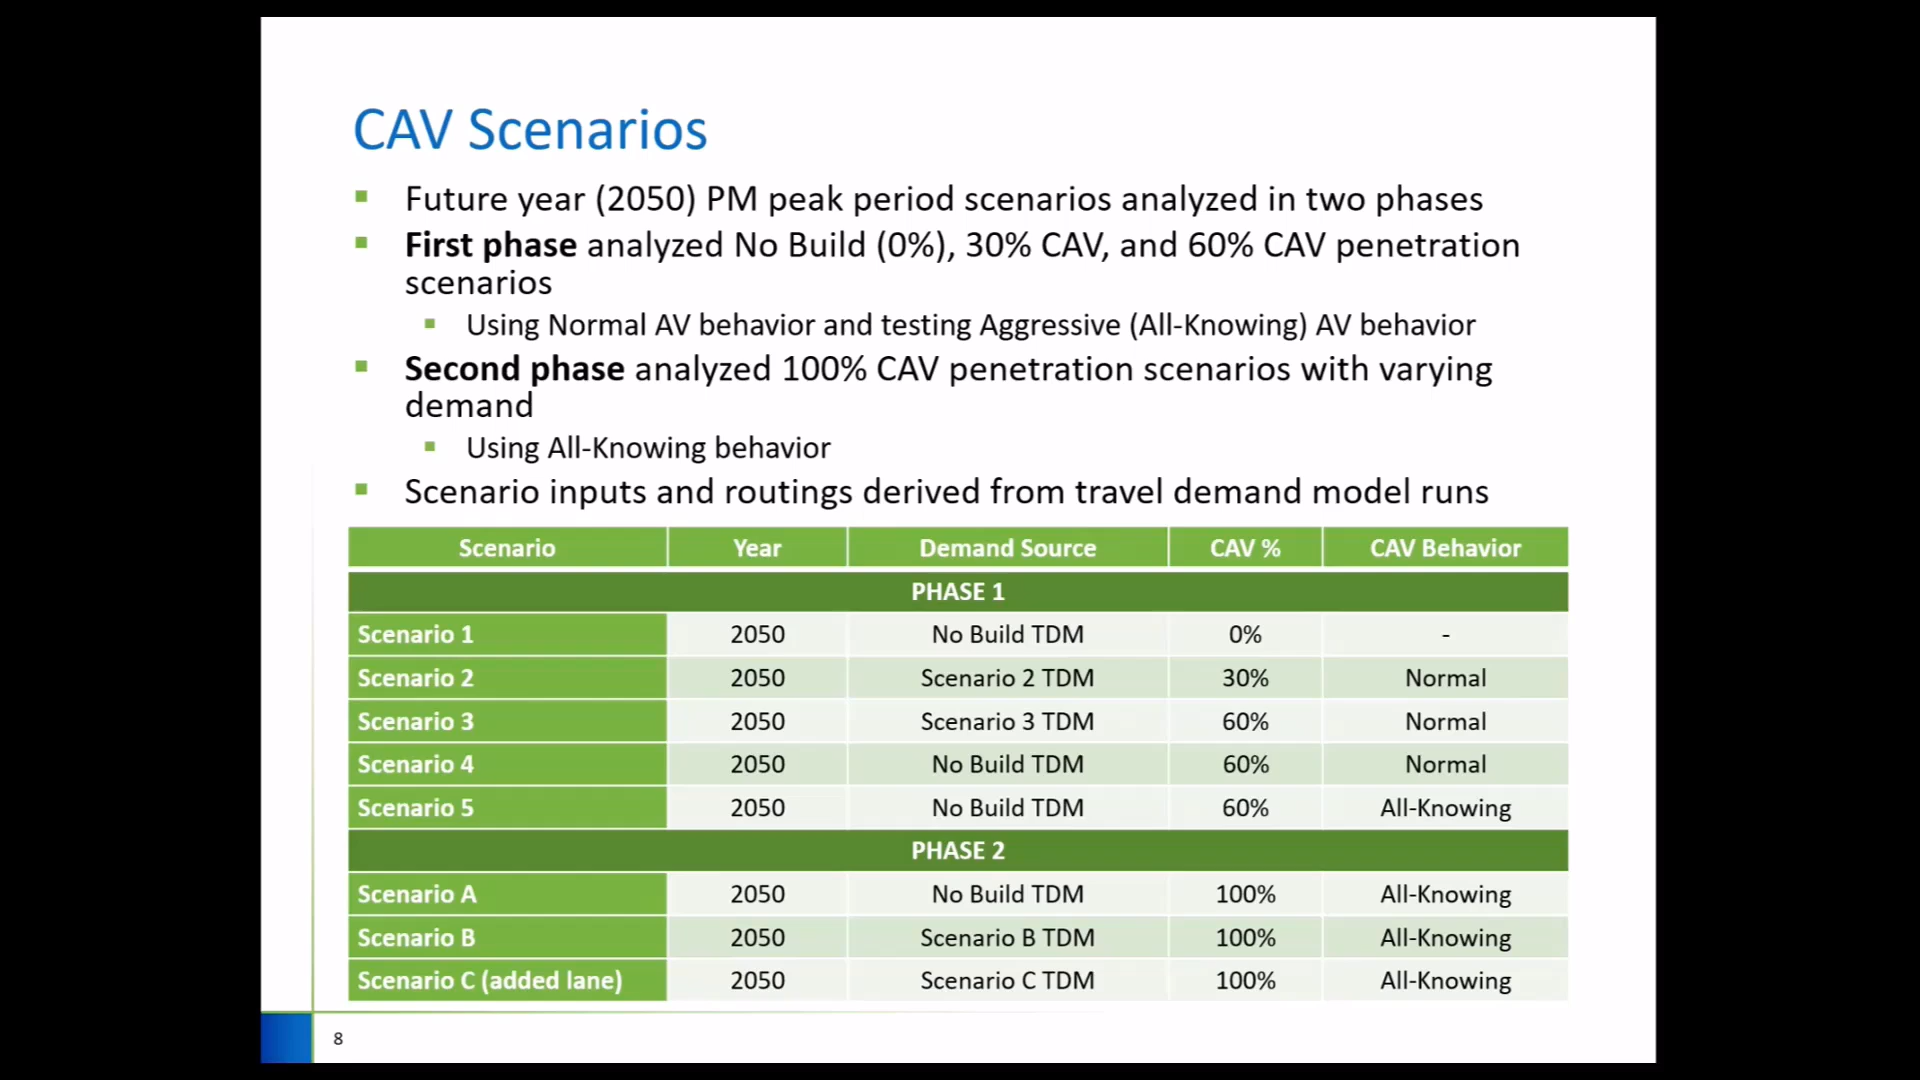 CAV Scenarios
Future year (2050) PM peak period scenarios analyzed in two phases
First phase analyzed No Build (0%), 30% CAV, and 60% CAV penetration
scenarios
Using Normal AV behavior and testing Aggressive (All-Knowing) AV behavior
Second phase analyzed 100% CAV penetration scenarios with varying
demand
Using All-Knowing behavior
Scenario inputs and routings derived from travel demand model runs
Scenario Year Demand Source CAV % CAV Behavior
PHASE 1
Scenario 1 2050 No Build TDM 0% -
Scenario 2 2050 Scenario 2 TDM 30% Normal
Scenario 3 2050 Scenario 3 TDM 60% Normal
Scenario 4 2050 No Build TDM 60% Normal
Scenario 5 2050 No Build TDM 60% All-Knowing
PHASE 2
Scenario A 2050 No Build TDM 100% All-Knowing
Scenario B 2050 Scenario B TDM 100% All-Knowing
Scenario C (added lane) 2050 Scenario C TDM 100% All-Knowing
8